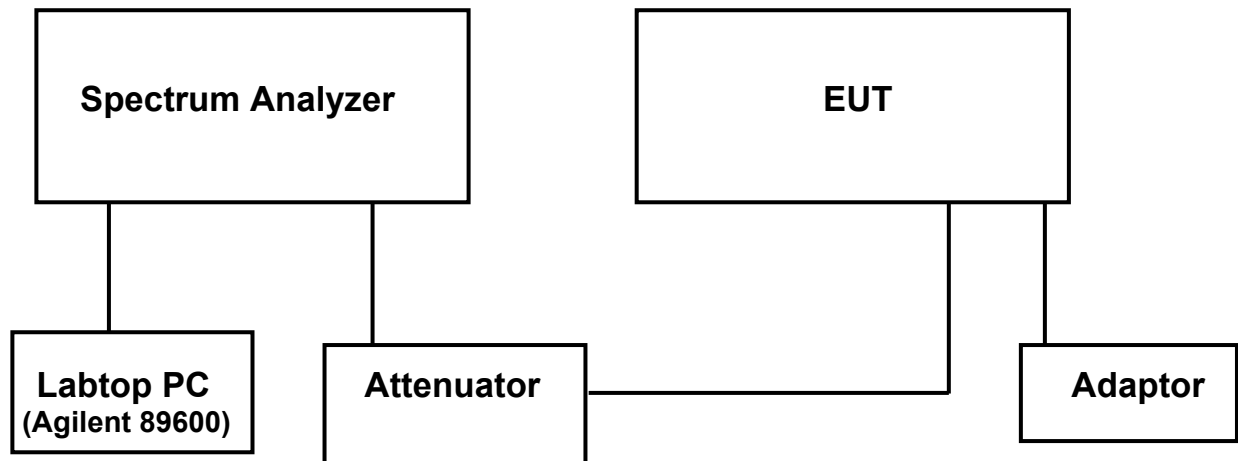 Spectrum Analyzer
EUT
Labtop PC
(Agilent 89600)
Attenuator
Adaptor